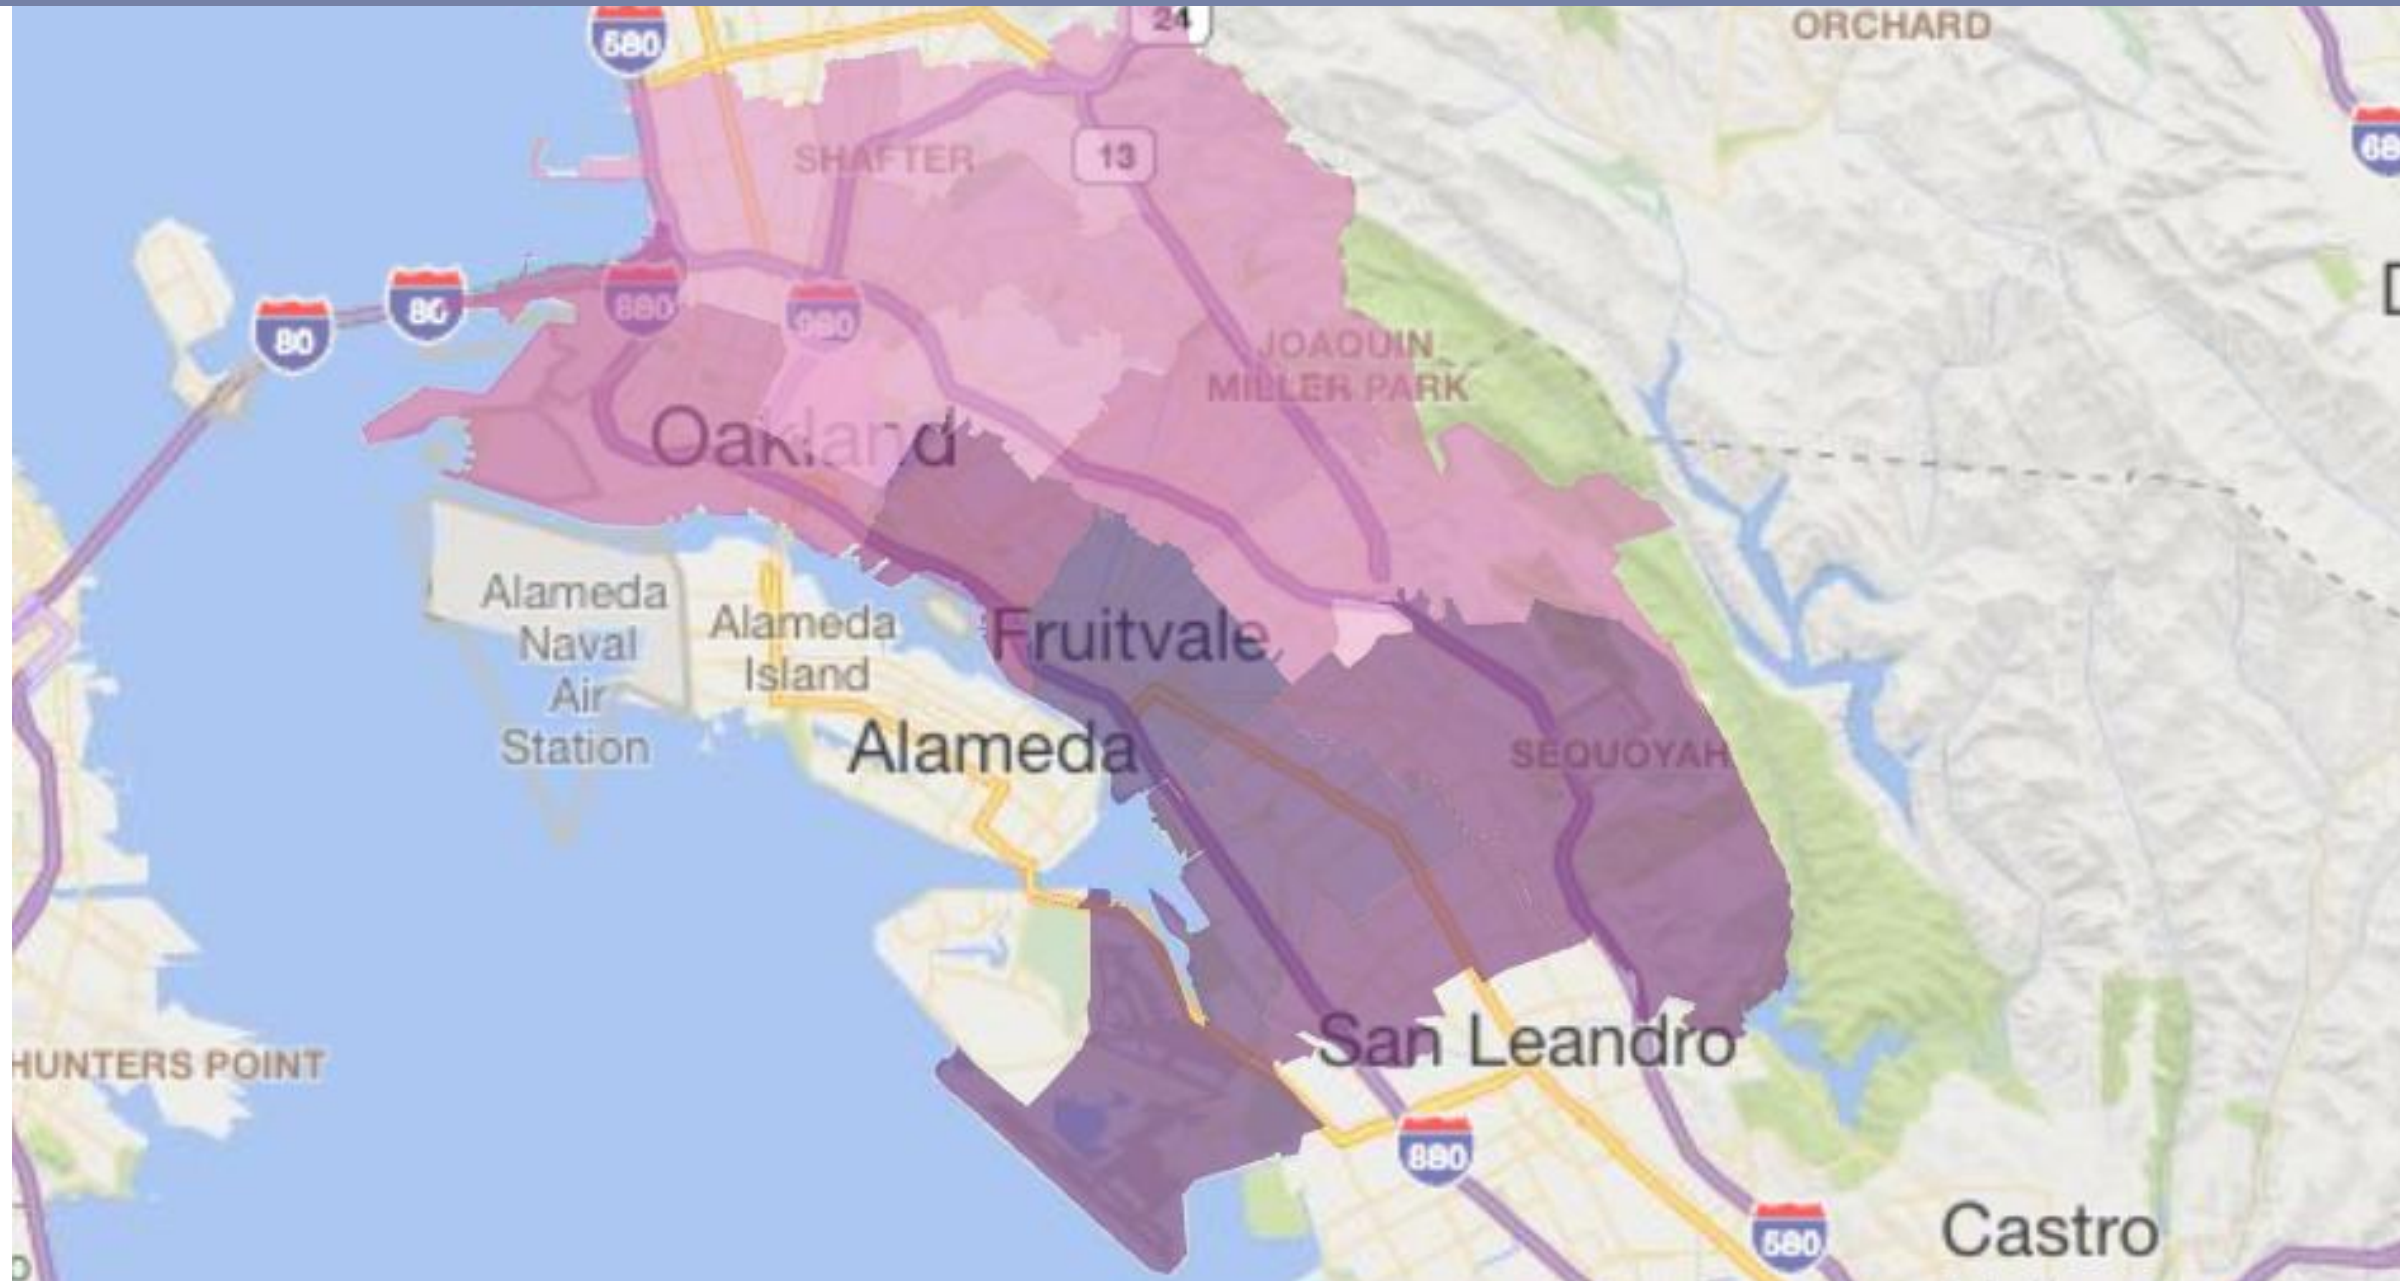 24
ORCHARD
580
68
SHAFTER
13
80
80
880
980
JOAQUIN
MILLER PARK
Oakland
Alameda
Naval
Air
Station
Alameda
Island
Fruitvale
Alameda
SEQUOYAH
San Leandro
HUNTERS POINT
880
580
Castro